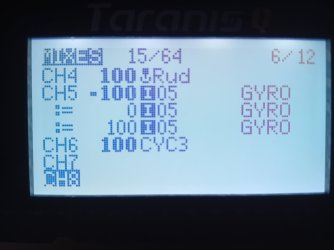 Taranis Q
MIXES 15/64 6/12
CH4 100 Rud
CH5 -100 I05 GYRO
:= 0 I05 GYRO
:= 100 I05 GYRO
CH6 100 CYC3
CH7
CH8